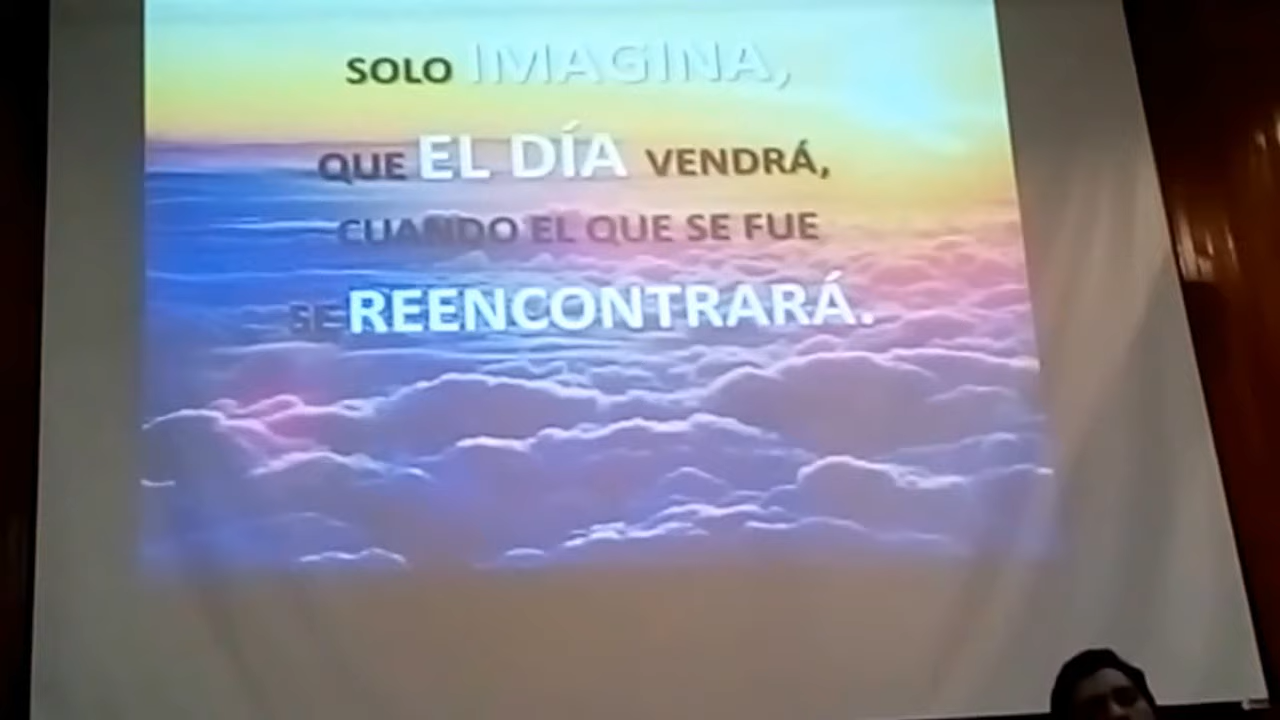 SOLO IMAGINA,
QUE EL DÍA VENDRÁ,
CUANDO EL QUE SE FUE
SE REENCONTRARÁ.